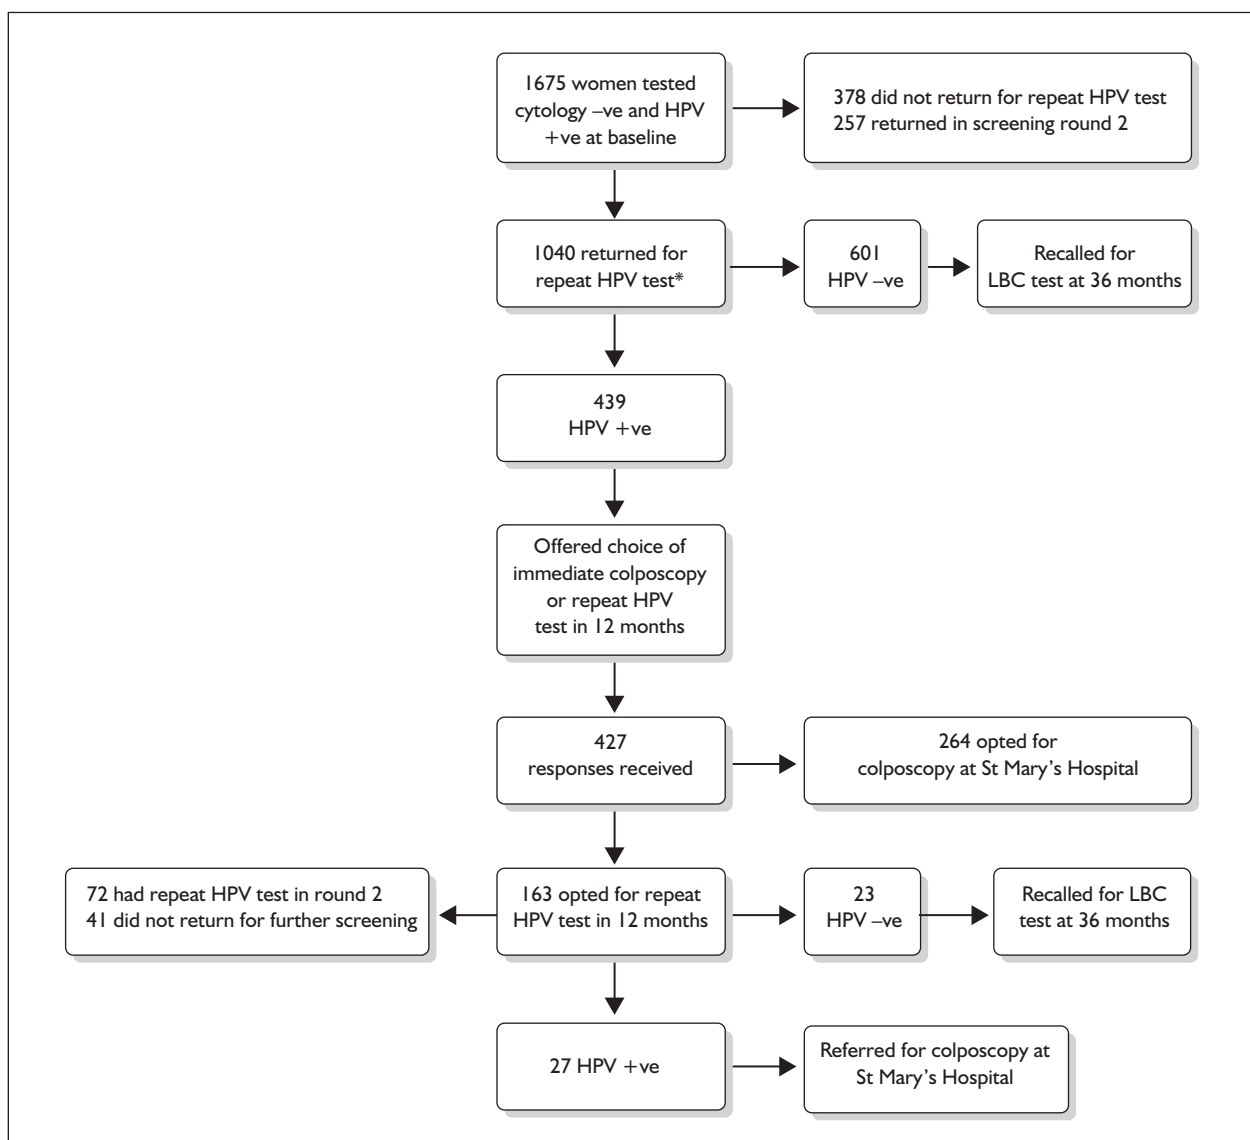 1675 women tested
cytology –ve and HPV
+ve at baseline
378 did not return for repeat HPV test
257 returned in screening round 2
1040 returned for
repeat HPV test*
601
HPV –ve
Recalled for
LBC test at 36 months
439
HPV +ve
Offered choice of
immediate colposcopy
or repeat HPV
test in 12 months
427
responses received
264 opted for
colposcopy at St Mary’s Hospital
72 had repeat HPV test in round 2
41 did not return for further screening
163 opted for repeat
HPV test in 12 months
23
HPV –ve
Recalled for LBC
test at 36 months
27 HPV +ve
Referred for colposcopy at
St Mary’s Hospital